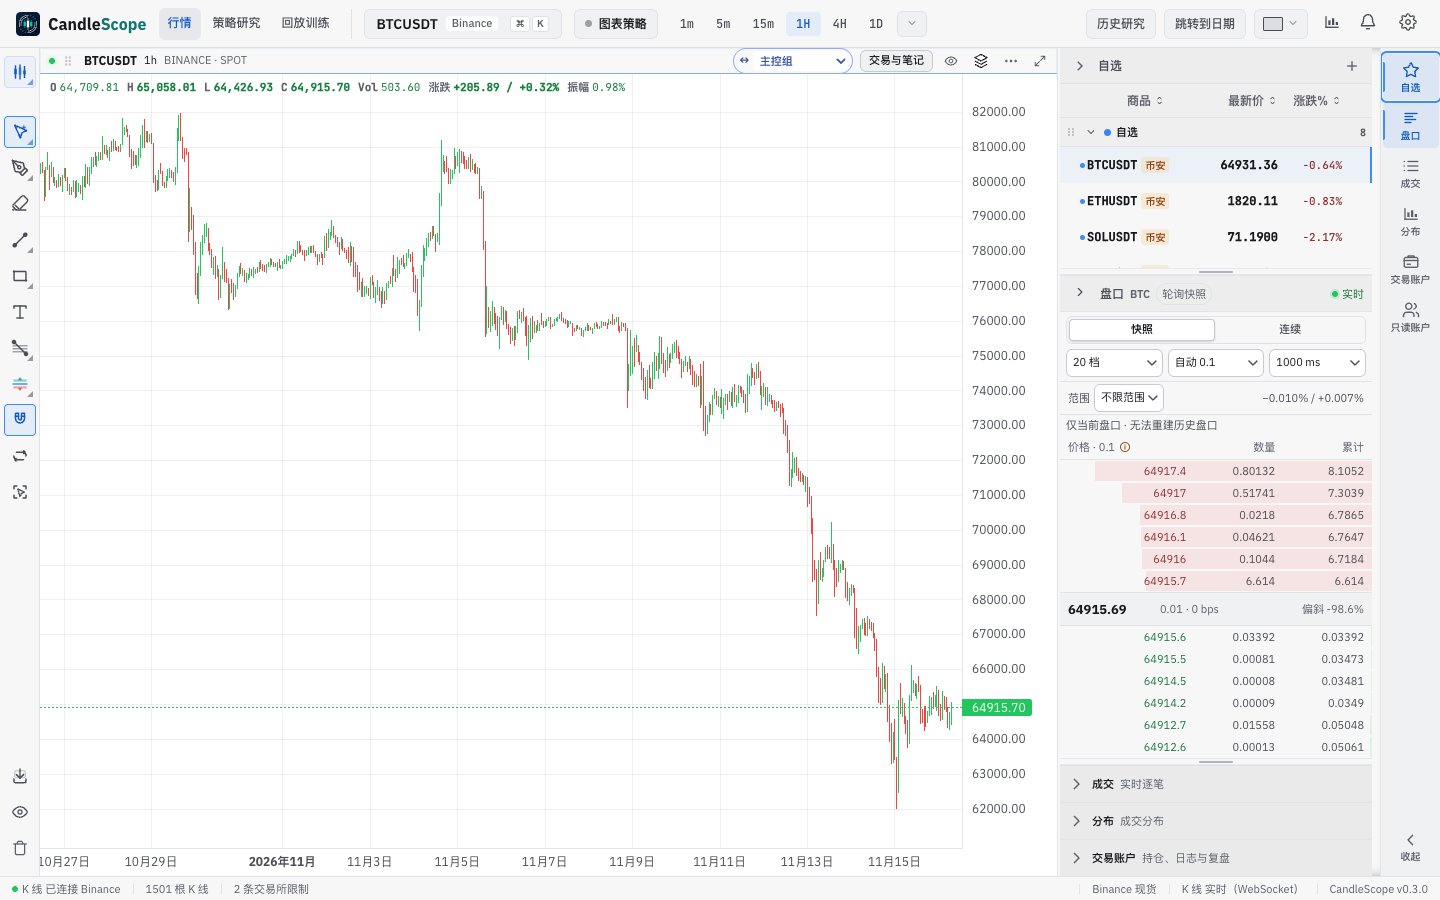 CandleScope 行情 策略研究 回放训练 BTCUSDT Binance ⌘ K 图表策略 1m 5m 15m 1H 4H 1D 历史研究 跳转到日期
BTCUSDT 1h BINANCE · SPOT 主控组 交易与笔记
O 64,709.81 H 65,058.01 L 64,426.93 C 64,915.70 Vol 503.60 涨跌 +205.89 / +0.32% 振幅 0.98%
82000.00
81000.00
80000.00
79000.00
78000.00
77000.00
76000.00
75000.00
74000.00
73000.00
72000.00
71000.00
70000.00
69000.00
68000.00
67000.00
66000.00
64915.70
64000.00
63000.00
62000.00
10月27日 10月29日 2026年11月 11月3日 11月5日 11月7日 11月9日 11月11日 11月13日 11月15日
自选
商品 最新价 涨跌%
自选 8
BTCUSDT 币安 64931.36 -0.64%
ETHUSDT 币安 1820.11 -0.83%
SOLUSDT 币安 71.1900 -2.17%
盘口 BTC 轮询快照 实时
快照 连续
20 档 自动 0.1 1000 ms
范围 不限范围 −0.010% / +0.007%
仅当前盘口 · 无法重建历史盘口
价格 · 0.1 数量 累计
64917.4 0.80132 8.1052
64917 0.51741 7.3039
64916.8 0.0218 6.7865
64916.1 0.04621 6.7647
64916 0.1044 6.7184
64915.7 6.614 6.614
64915.69 0.01 · 0 bps 偏斜 -98.6%
64915.6 0.03392 0.03392
64915.5 0.00081 0.03473
64914.5 0.00008 0.03481
64914.2 0.00009 0.0349
64912.7 0.01558 0.05048
64912.6 0.00013 0.05061
成交 实时逐笔
分布 成交分布
交易账户 持仓、日志与复盘
自选
盘口
成交
分布
交易账户
只读账户
收起
K 线 已连接 Binance 1501 根 K 线 2 条交易所限制 Binance 现货 K 线 实时（WebSocket） CandleScope v0.3.0